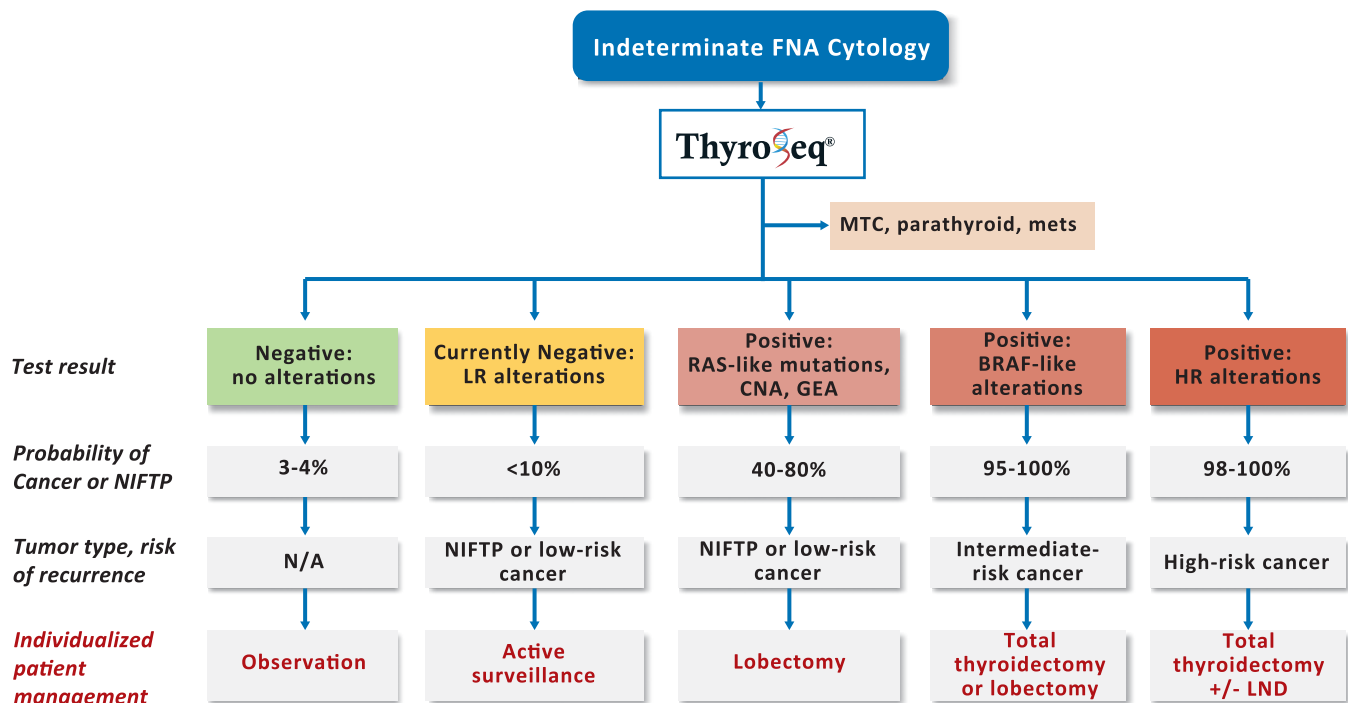 Indeterminate FNA Cytology
ThyroSeq®
MTC, parathyroid, mets
Test result
Negative:
no alterations
Currently Negative:
LR alterations
Positive:
RAS-like mutations,
CNA, GEA
Positive:
BRAF-like
alterations
Positive:
HR alterations
Probability of
Cancer or NIFTP
3-4%
<10%
40-80%
95-100%
98-100%
Tumor type, risk
of recurrence
N/A
NIFTP or low-risk
cancer
NIFTP or low-risk
cancer
Intermediate-
risk cancer
High-risk cancer
Individualized
patient
management
Observation
Active
surveillance
Lobectomy
Total
thyroidectomy
or lobectomy
Total
thyroidectomy
+/- LND